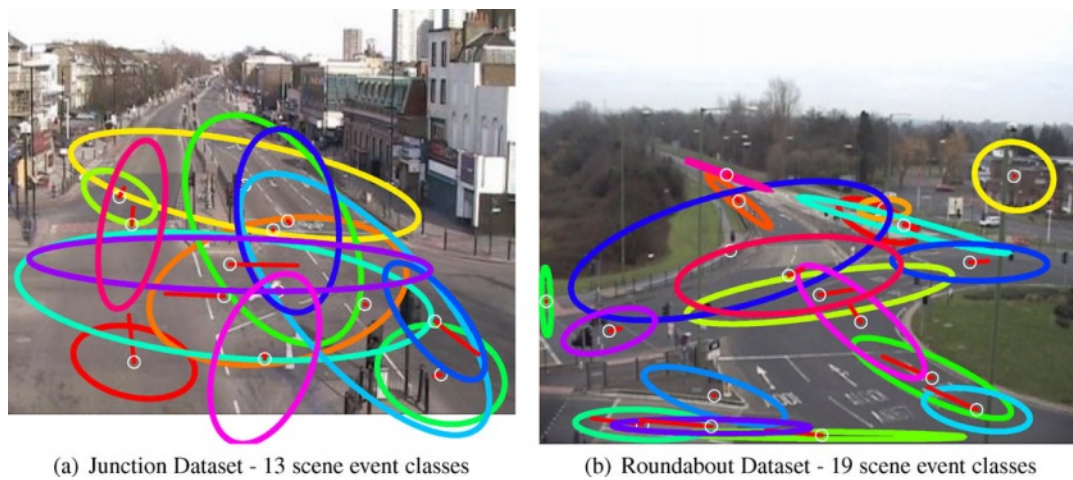 (a) Junction Dataset - 13 scene event classes
(b) Roundabout Dataset - 19 scene event classes